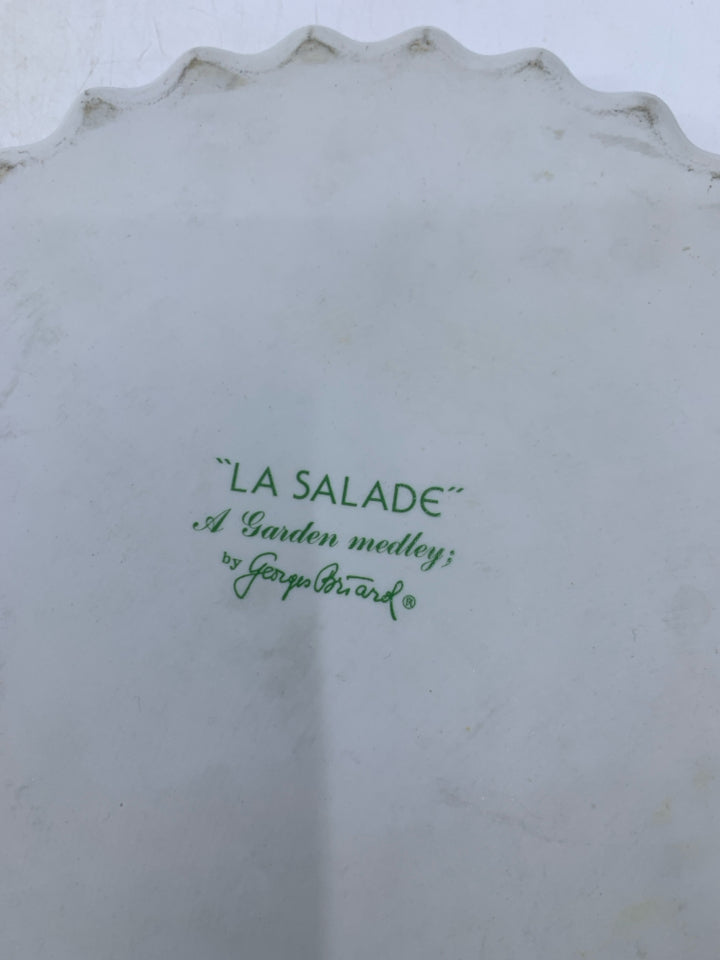 "LA SALADE"
A Garden medley;
by Georges Briard®